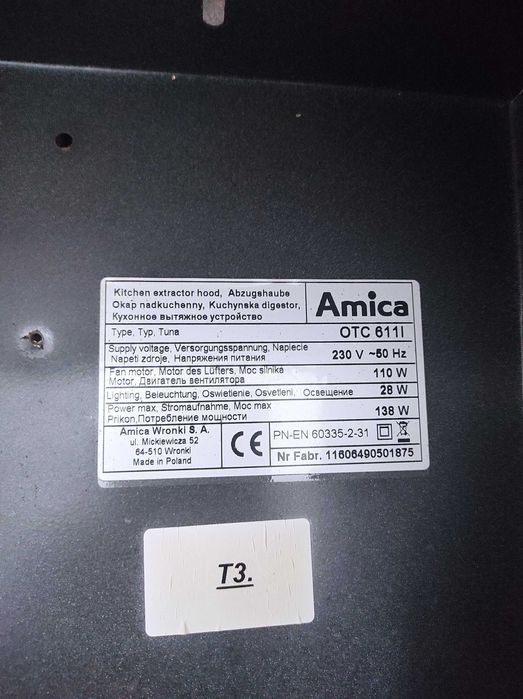 Kitchen extractor hood, Abzugshaube
Okap nadkuchenny, Kuchynska digestor,
Кухонное вытяжное устройство
Amica
Type, Typ, Tuna
OTC 611I
Supply voltage, Versorgungsspannung, Napiecie
Napeti zdroje, Напряжения питания
230 V ~50 Hz
Fan motor, Motor des Lüfters, Moc silnika
Motor, Двигатель вентилятора
110 W
Lighting, Beleuchtung, Oswietlenie, Osvetleni, Освещение
28 W
Power max, Stromaufnahme, Moc max
Prikon,Потребление мощности
138 W
Amica Wronki S. A.
ul. Mickiewicza 52
64-510 Wronki
Made in Poland
CE
PN-EN 60335-2-31
Nr Fabr. 11606490501875
T3.